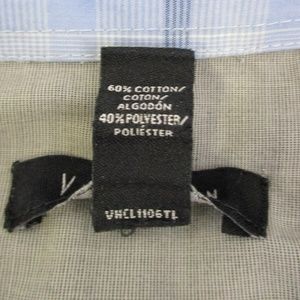 60% COTTON/
COTON/
ALGODÓN
40% POLYESTER/
POLIÉSTER
V
N
VHCL1106TL